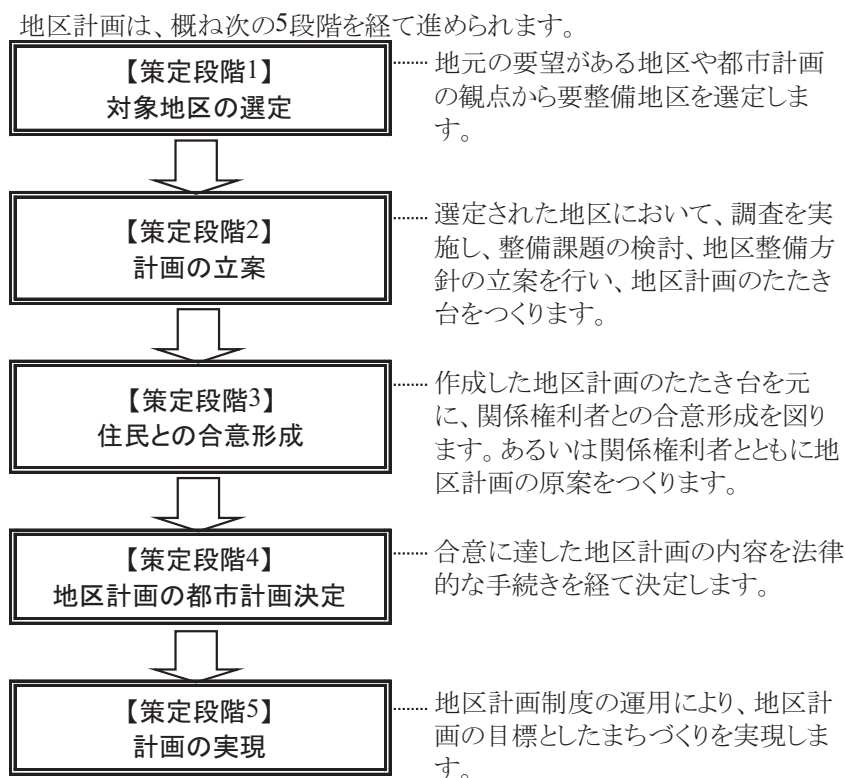 地区計画は、概ね次の5段階を経て進められます。
【策定段階1】
対象地区の選定
地元の要望がある地区や都市計画
の観点から要整備地区を選定しま
す。
【策定段階2】
計画の立案
選定された地区において、調査を実
施し、整備課題の検討、地区整備方
針の立案を行い、地区計画のたたき
台をつくります。
【策定段階3】
住民との合意形成
作成した地区計画のたたき台を元
に、関係権利者との合意形成を図り
ます。あるいは関係権利者とともに地
区計画の原案をつくります。
【策定段階4】
地区計画の都市計画決定
合意に達した地区計画の内容を法律
的な手続きを経て決定します。
【策定段階5】
計画の実現
地区計画制度の運用により、地区計
画の目標としたまちづくりを実現しま
す。